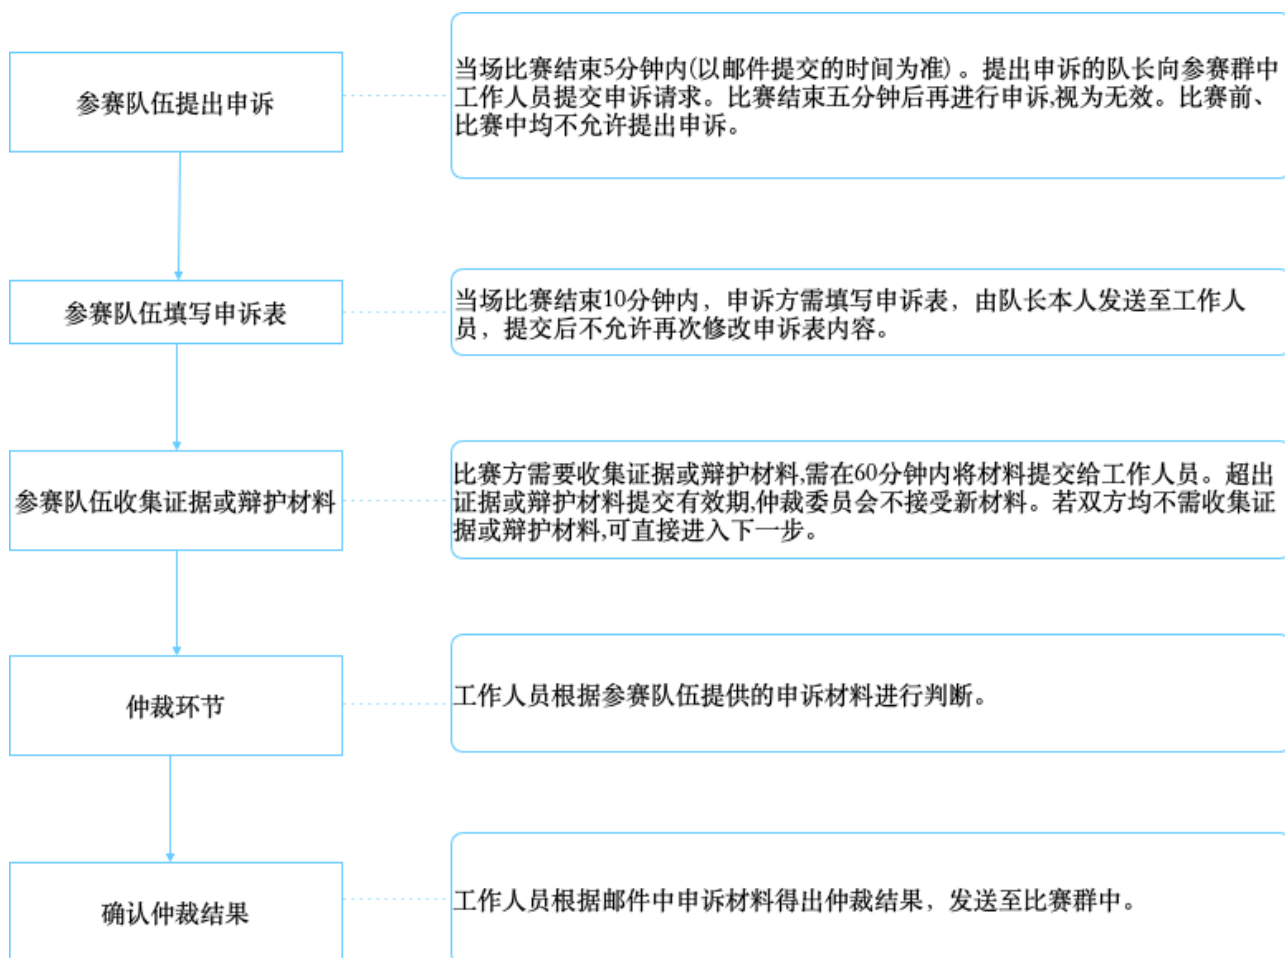 参赛队伍提出申诉
当场比赛结束5分钟内(以邮件提交的时间为准) 。提出申诉的队长向参赛群中
工作人员提交申诉请求。比赛结束五分钟后再进行申诉,视为无效。比赛前、
比赛中均不允许提出申诉。
参赛队伍填写申诉表
当场比赛结束10分钟内，申诉方需填写申诉表，由队长本人发送至工作人
员，提交后不允许再次修改申诉表内容。
参赛队伍收集证据或辩护材料
比赛方需要收集证据或辩护材料,需在60分钟内将材料提交给工作人员。超出
证据或辩护材料提交有效期,仲裁委员会不接受新材料。若双方均不需收集证
据或辩护材料,可直接进入下一步。
仲裁环节
工作人员根据参赛队伍提供的申诉材料进行判断。
确认仲裁结果
工作人员根据邮件中申诉材料得出仲裁结果，发送至比赛群中。